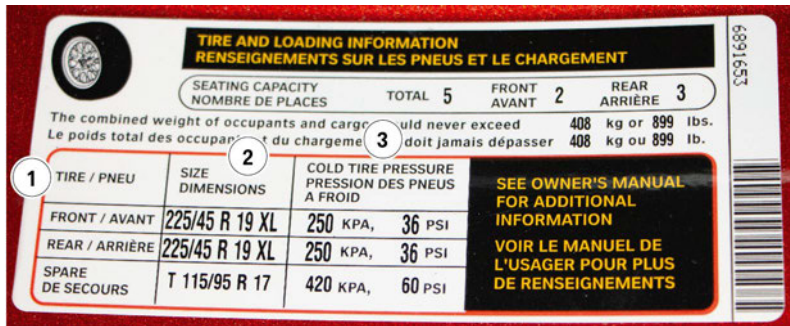 TIRE AND LOADING INFORMATION
RENSEIGNEMENTS SUR LES PNEUS ET LE CHARGEMENT
SEATING CAPACITY
NOMBRE DE PLACES
TOTAL 5
FRONT
AVANT 2
REAR
ARRIÈRE 3
The combined weight of occupants and cargo should never exceed 408 kg or 899 lbs.
Le poids total des occupants et du chargement doit jamais dépasser 408 kg ou 899 lb.
1 TIRE / PNEU
2
SIZE
DIMENSIONS
3
COLD TIRE PRESSURE
PRESSION DES PNEUS
A FROID
FRONT / AVANT 225/45 R 19 XL 250 KPA, 36 PSI
REAR / ARRIÈRE 225/45 R 19 XL 250 KPA, 36 PSI
SPARE
DE SECOURS T 115/95 R 17 420 KPA, 60 PSI
SEE OWNER'S MANUAL
FOR ADDITIONAL
INFORMATION
VOIR LE MANUEL DE
L'USAGER POUR PLUS
DE RENSEIGNEMENTS
6891653